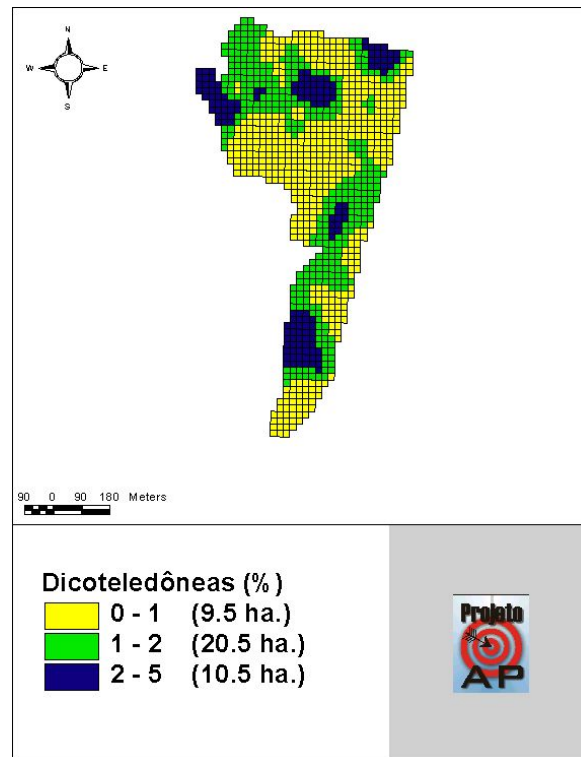 N
W E
S
90 0 90 180 Meters
Dicoteledôneas (%)
0 - 1 (9.5 ha.)
1 - 2 (20.5 ha.)
2 - 5 (10.5 ha.)
Projeto
AP